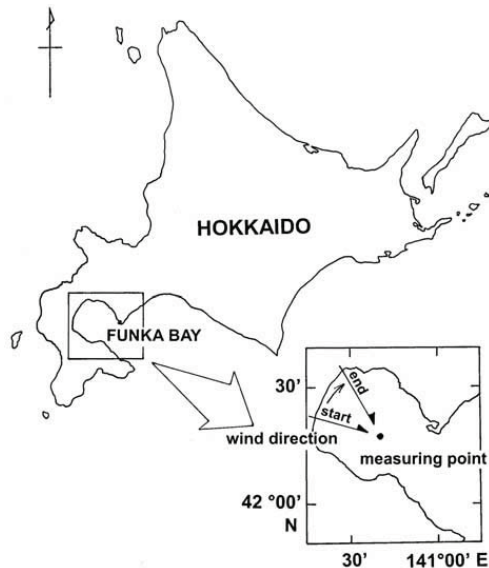 HOKKAIDO
FUNKA BAY
30'
end
start
wind direction
measuring point
42 °00'
N
30'
141°00' E